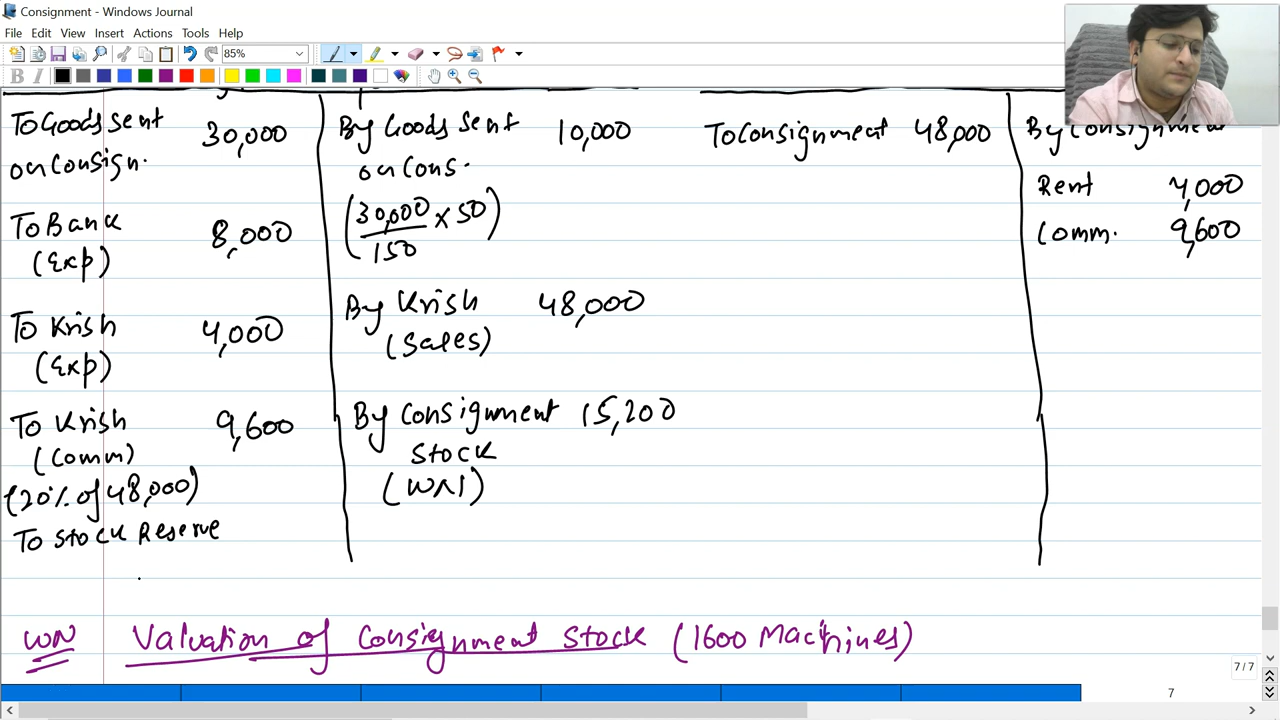 Consignment - Windows Journal
File Edit View Insert Actions Tools Help
85%
B I
To Goods Sent 30,000
on Consign.
To Bank 8,000
(Exp)
To Krish 4,000
(Exp)
To Krish 9,600
(Comm)
(20% of 48,000)
To Stock Reserve
By Goods Sent 10,000
on Cons.
(30,000 × 50)
150
By Krish 48,000
(Sales)
By Consignment 15,200
Stock
(WN1)
To Consignment 48,000
By Consignment
Rent 4,000
Comm. 9,600
WN Valuation of Consignment Stock (1600 Machines)
7 / 7
7